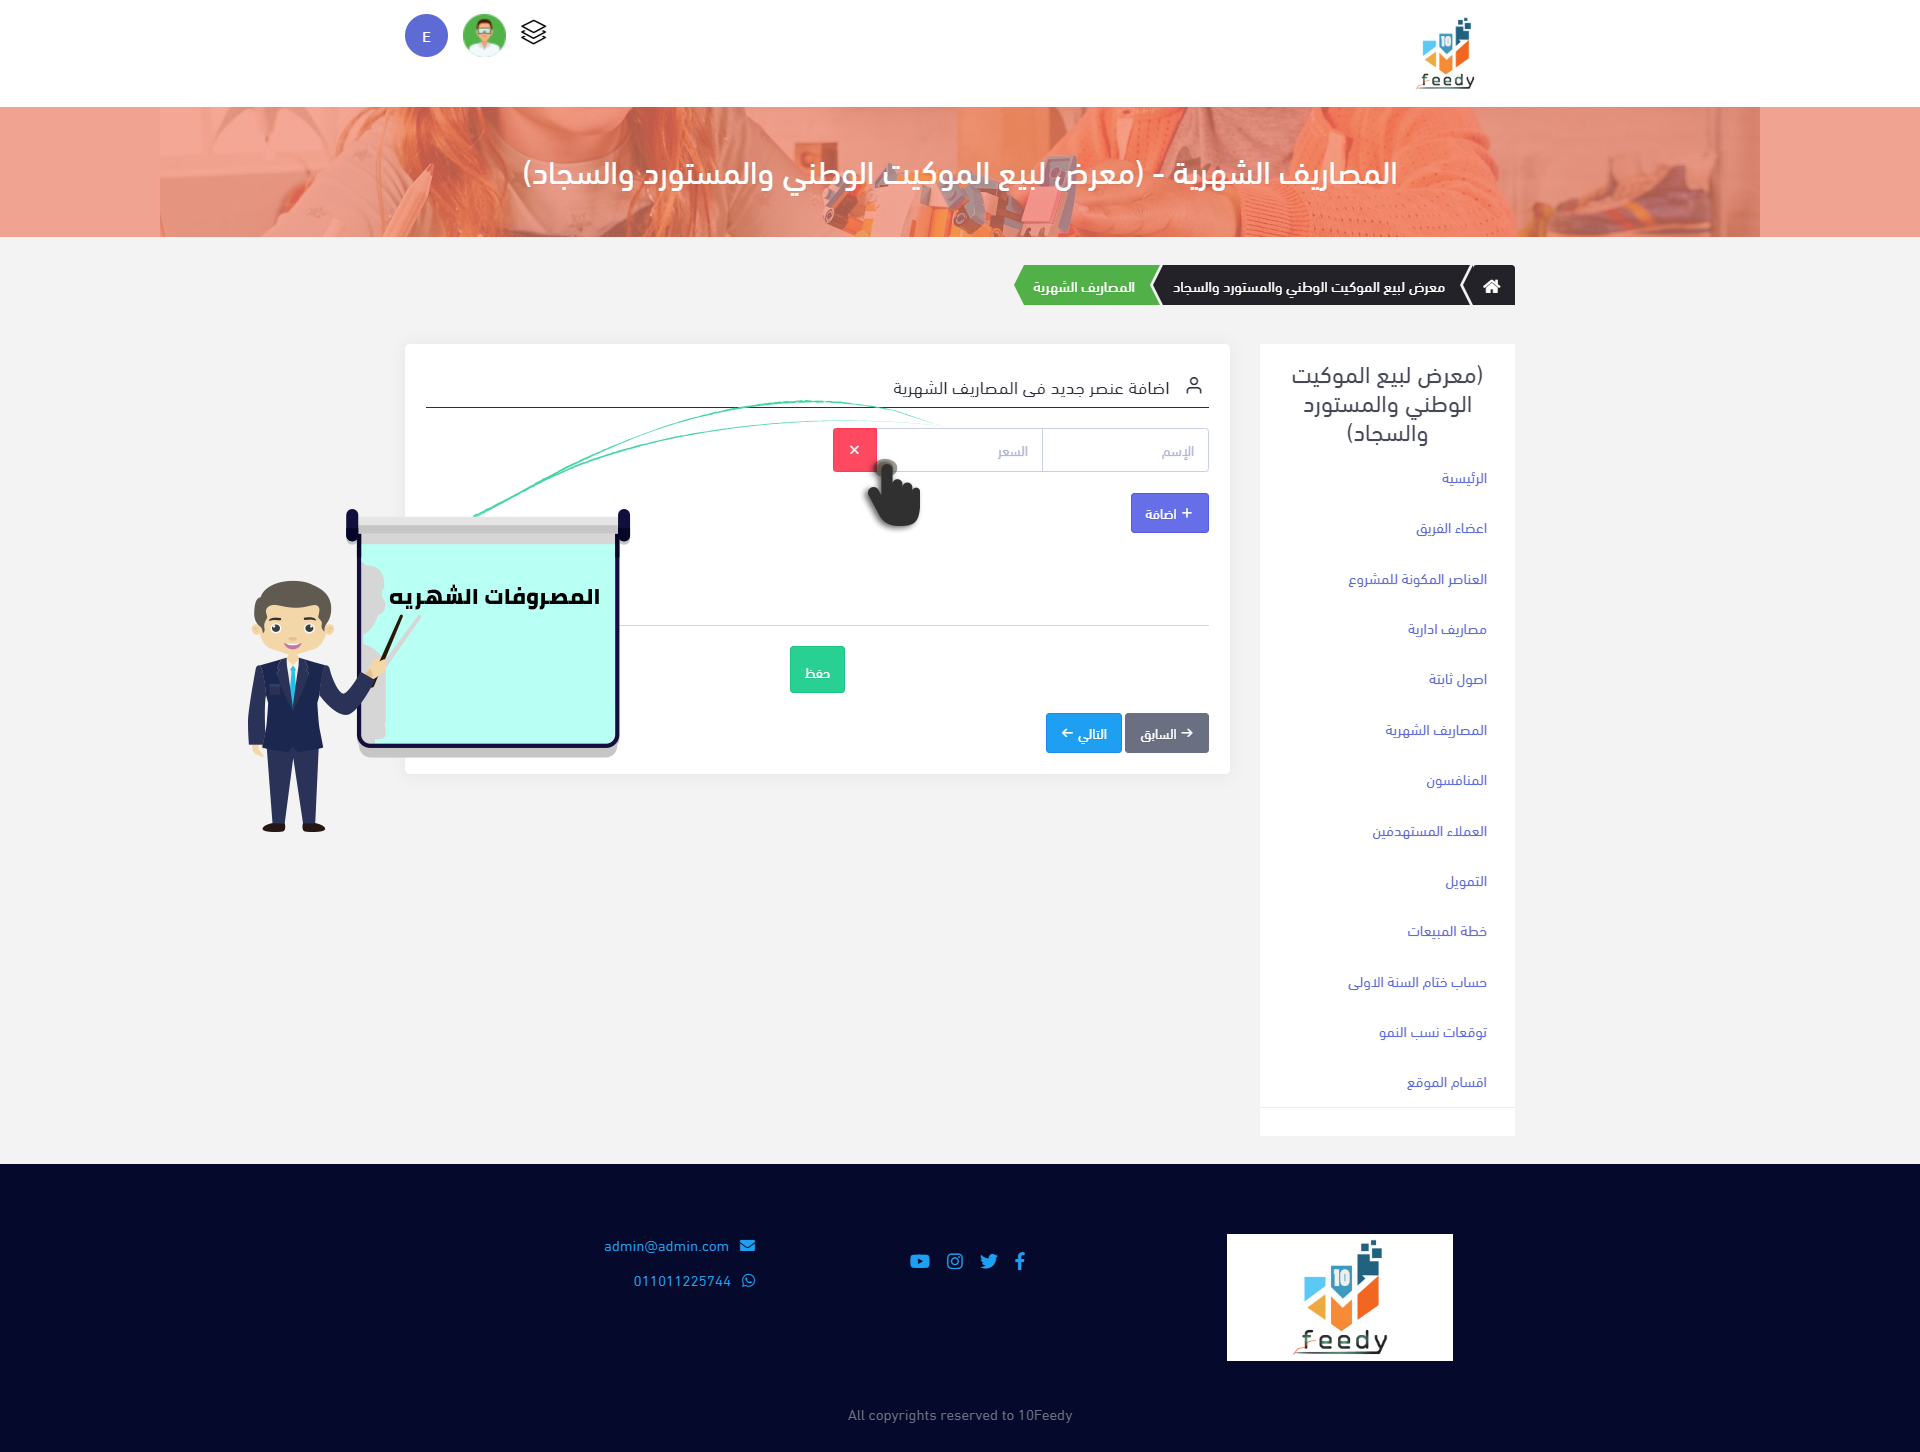 10
feedy
E
المصاريف الشهرية - (معرض لبيع الموكيت الوطني والمستورد والسجاد)
معرض لبيع الموكيت الوطني والمستورد والسجاد
المصاريف الشهرية
(معرض لبيع الموكيت
الوطني والمستورد
والسجاد)
الرئيسية
اعضاء الفريق
العناصر المكونة للمشروع
مصاريف ادارية
اصول ثابتة
المصاريف الشهرية
المنافسون
العملاء المستهدفين
التمويل
خطة المبيعات
حساب ختام السنة الاولى
توقعات نسب النمو
اقسام الموقع
اضافة عنصر جديد فى المصاريف الشهرية
الإسم
السعر
+ اضافة
المصروفات الشهريه
حفظ
→ السابق
التالي ←
10
feedy
admin@admin.com
011011225744
All copyrights reserved to 10Feedy